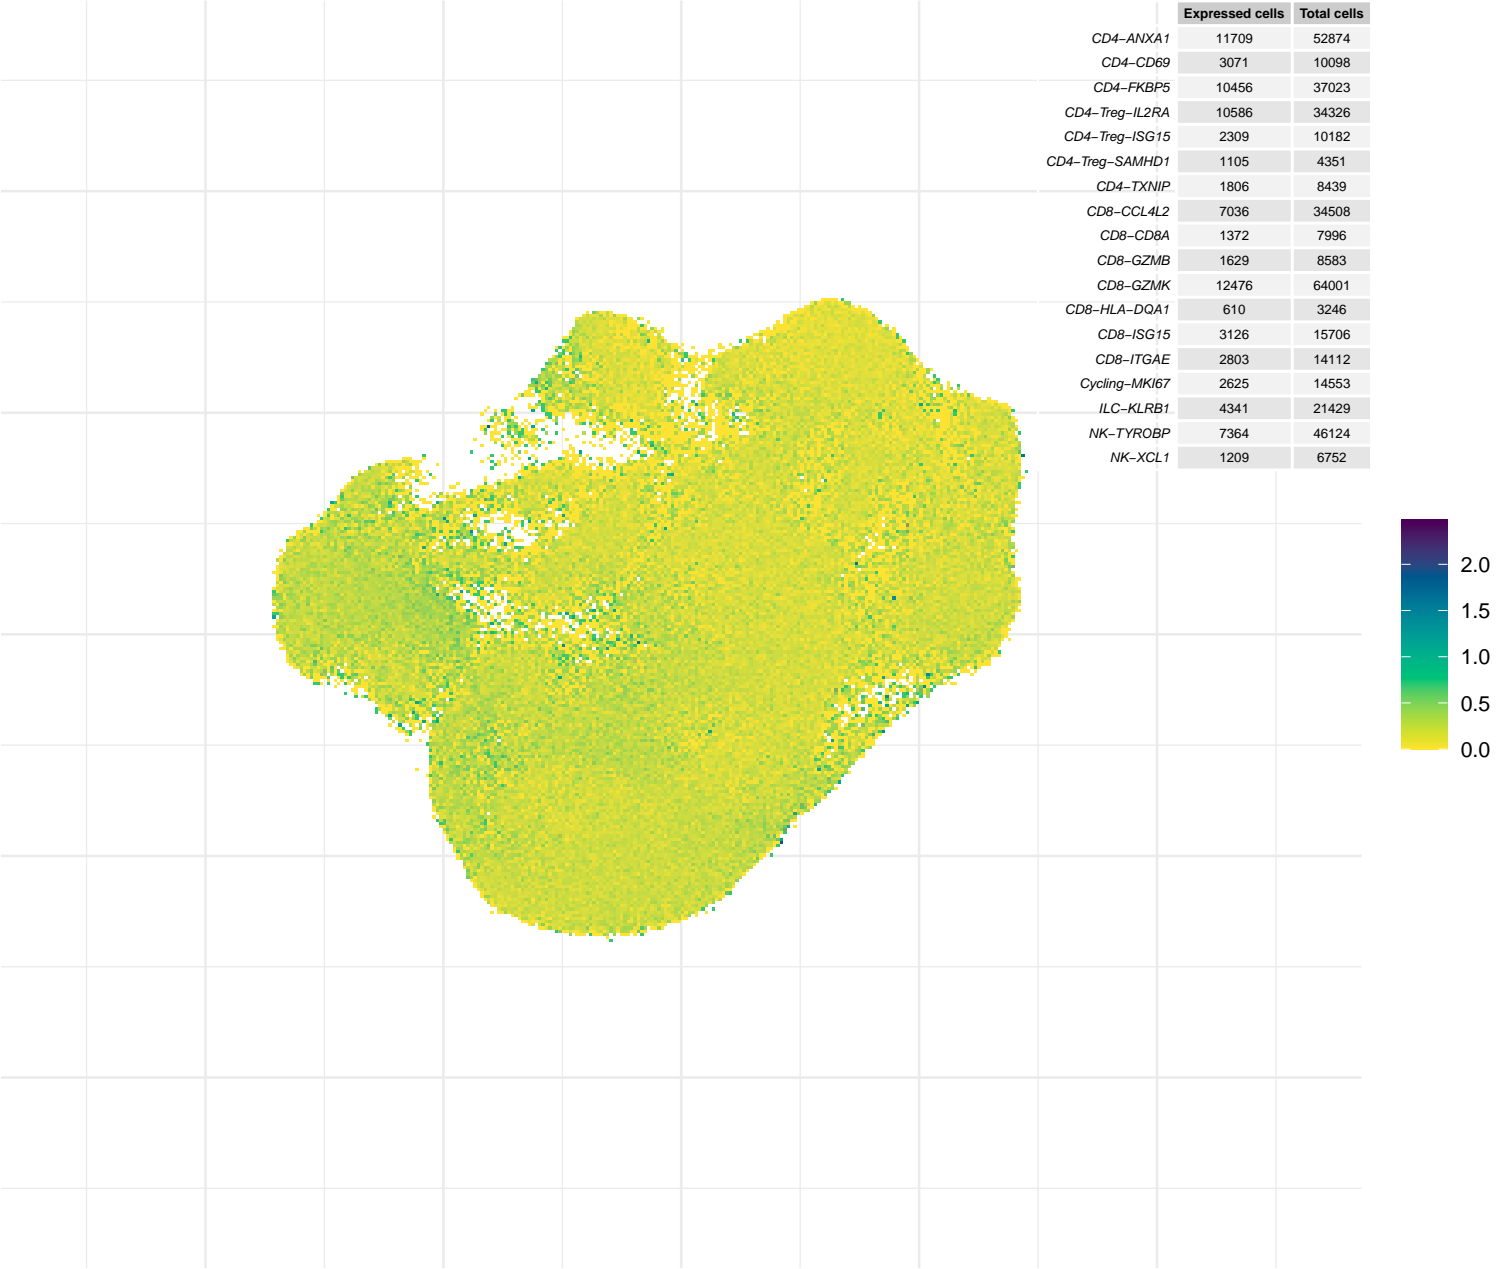 Expressed cells Total cells
CD4−ANXA1 11709 52874
CD4−CD69 3071 10098
CD4−FKBP5 10456 37023
CD4−Treg−IL2RA 10586 34326
CD4−Treg−ISG15 2309 10182
CD4−Treg−SAMHD1 1105 4351
CD4−TXNIP 1806 8439
CD8−CCL4L2 7036 34508
CD8−CD8A 1372 7996
CD8−GZMB 1629 8583
CD8−GZMK 12476 64001
CD8−HLA−DQA1 610 3246
CD8−ISG15 3126 15706
CD8−ITGAE 2803 14112
Cycling−MKI67 2625 14553
ILC−KLRB1 4341 21429
NK−TYROBP 7364 46124
NK−XCL1 1209 6752
2.0
1.5
1.0
0.5
0.0